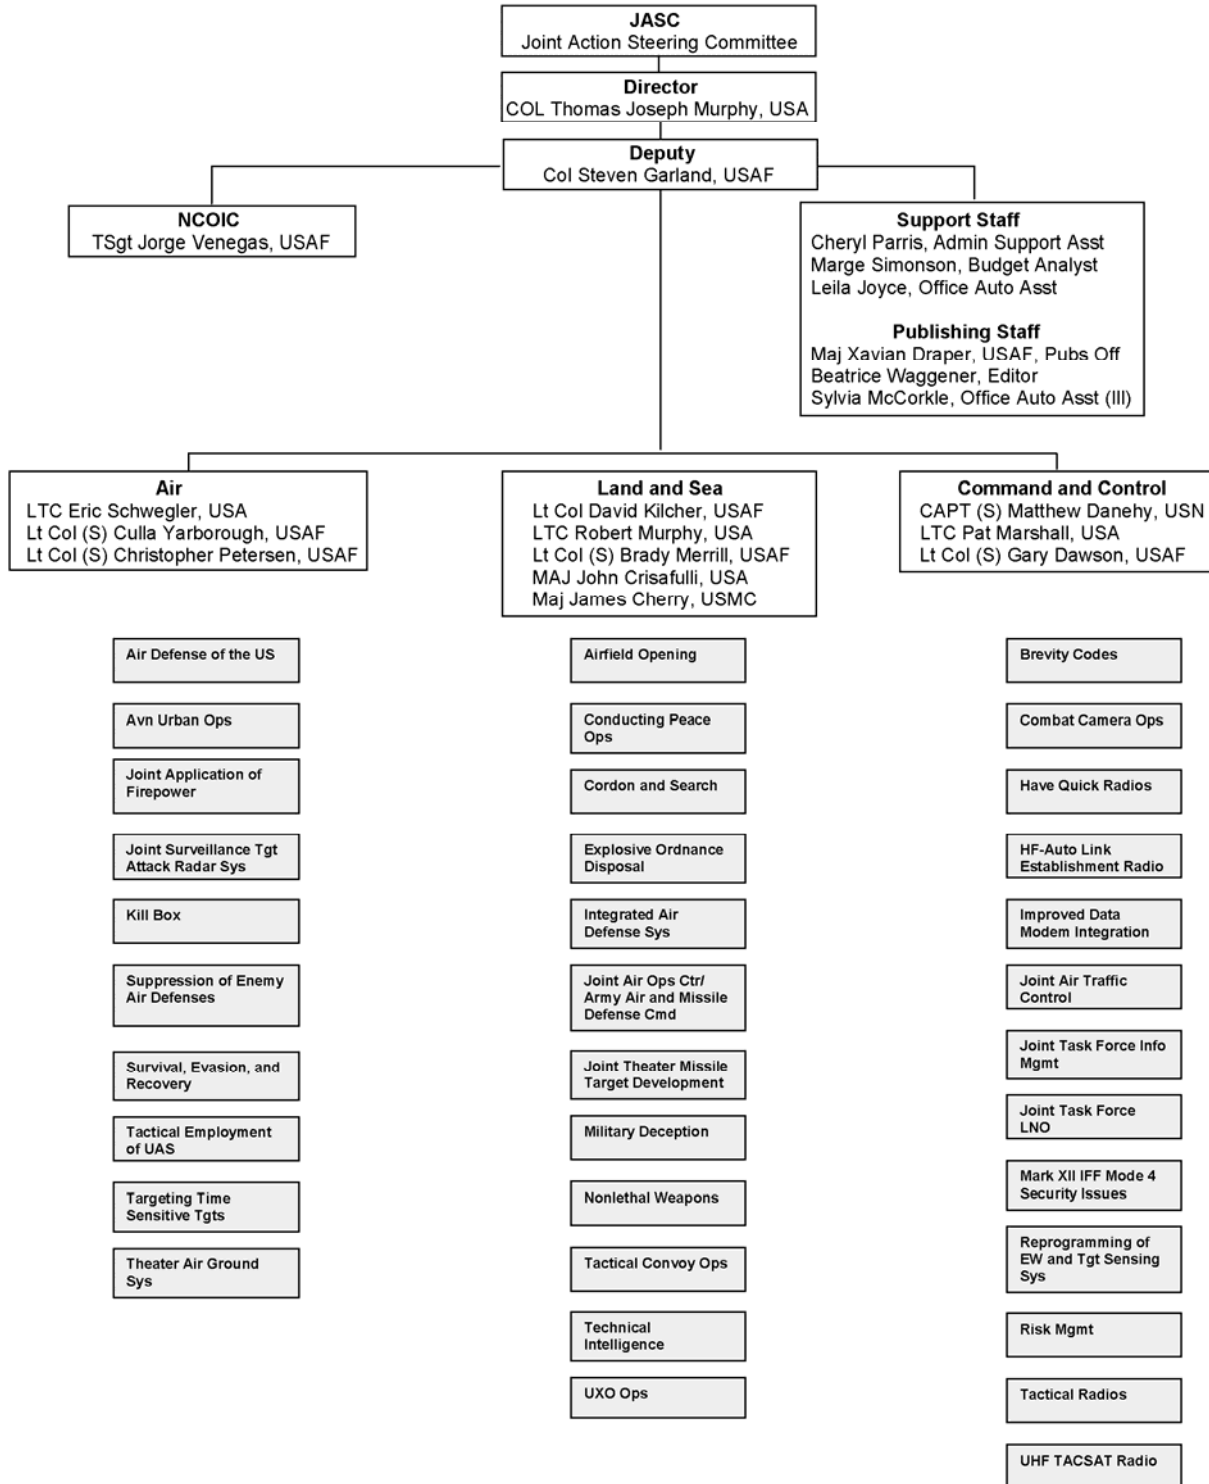 JASC
Joint Action Steering Committee
Director
COL Thomas Joseph Murphy, USA
Deputy
Col Steven Garland, USAF
NCOIC
TSgt Jorge Venegas, USAF
Support Staff
Cheryl Parris, Admin Support Asst
Marge Simonson, Budget Analyst
Leila Joyce, Office Auto Asst
Publishing Staff
Maj Xavian Draper, USAF, Pubs Off
Beatrice Waggener, Editor
Sylvia McCorkle, Office Auto Asst (III)
Air
LTC Eric Schwegler, USA
Lt Col (S) Culla Yarborough, USAF
Lt Col (S) Christopher Petersen, USAF
Land and Sea
Lt Col David Kilcher, USAF
LTC Robert Murphy, USA
Lt Col (S) Brady Merrill, USAF
MAJ John Crisafulli, USA
Maj James Cherry, USMC
Command and Control
CAPT (S) Matthew Danehy, USN
LTC Pat Marshall, USA
Lt Col (S) Gary Dawson, USAF
Air Defense of the US
Avn Urban Ops
Joint Application of
Firepower
Joint Surveillance Tgt
Attack Radar Sys
Kill Box
Suppression of Enemy
Air Defenses
Survival, Evasion, and
Recovery
Tactical Employment
of UAS
Targeting Time
Sensitive Tgts
Theater Air Ground
Sys
Airfield Opening
Conducting Peace
Ops
Cordon and Search
Explosive Ordnance
Disposal
Integrated Air
Defense Sys
Joint Air Ops Ctr/
Army Air and Missile
Defense Cmd
Joint Theater Missile
Target Development
Military Deception
Nonlethal Weapons
Tactical Convoy Ops
Technical
Intelligence
UXO Ops
Brevity Codes
Combat Camera Ops
Have Quick Radios
HF-Auto Link
Establishment Radio
Improved Data
Modem Integration
Joint Air Traffic
Control
Joint Task Force Info
Mgmt
Joint Task Force
LNO
Mark XII IFF Mode 4
Security Issues
Reprogramming of
EW and Tgt Sensing
Sys
Risk Mgmt
Tactical Radios
UHF TACSAT Radio